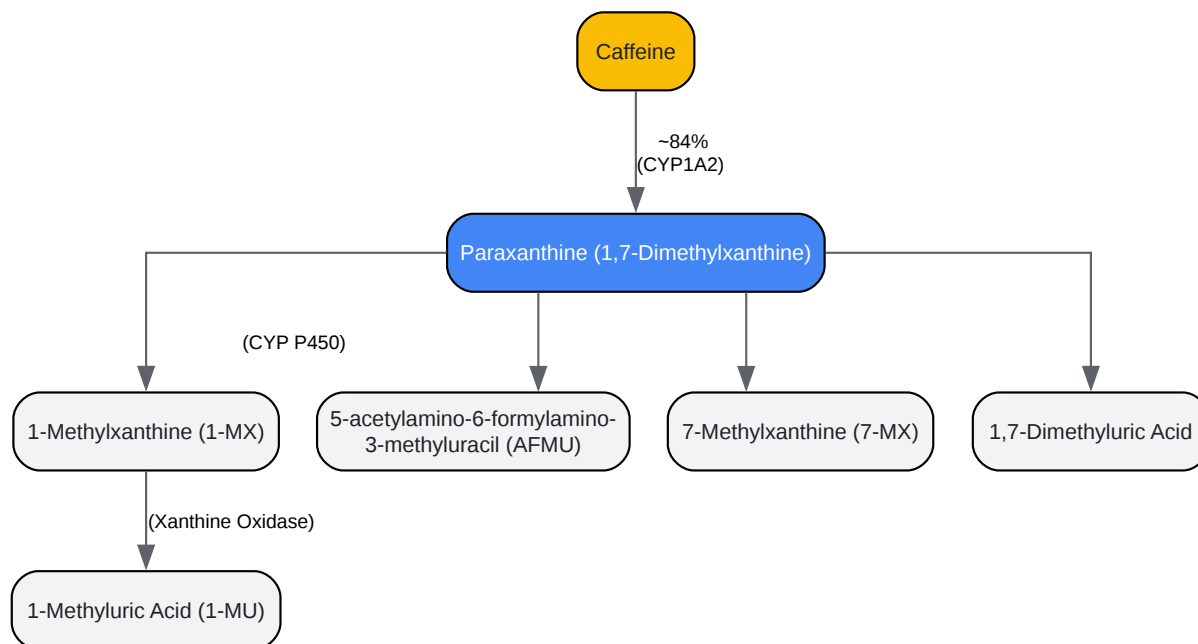 Caffeine
~84%
(CYP1A2)
Paraxanthine (1,7-Dimethylxanthine)
(CYP P450)
1-Methylxanthine (1-MX)
5-acetylamino-6-formylamino-
3-methyluracil (AFMU)
7-Methylxanthine (7-MX)
1,7-Dimethyluric Acid
(Xanthine Oxidase)
1-Methyluric Acid (1-MU)